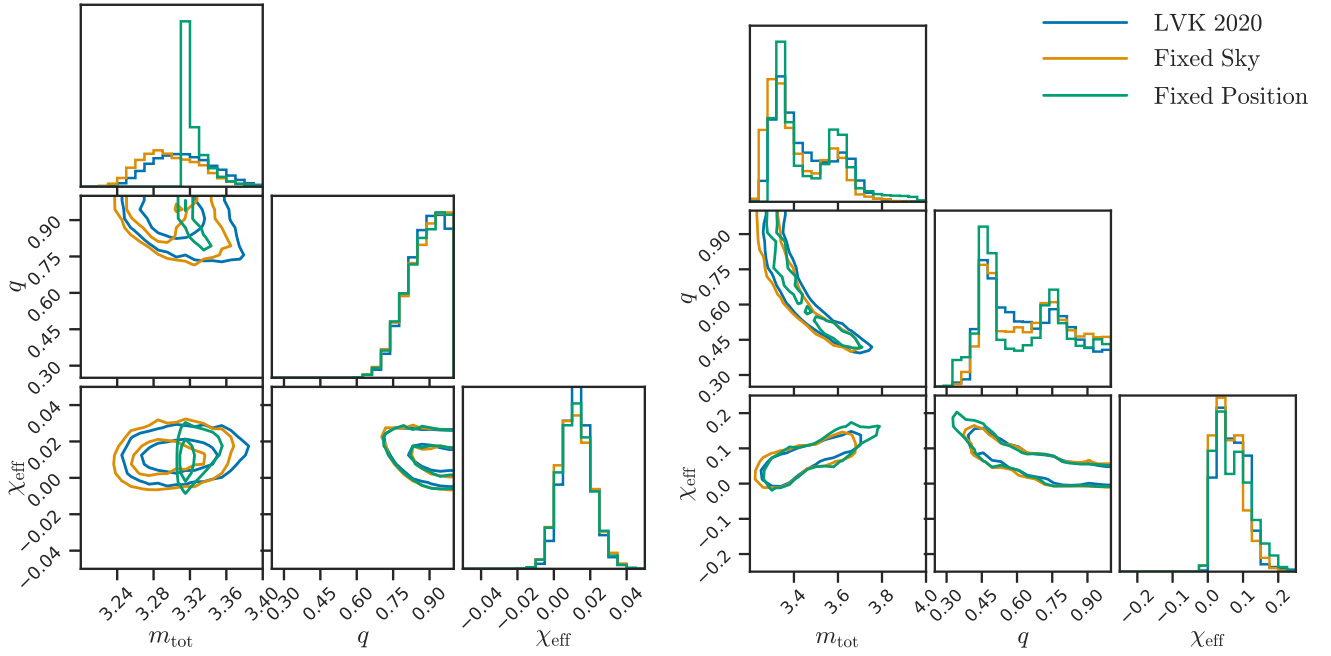 LVK 2020
Fixed Sky
Fixed Position
q
0.90
0.75
0.60
0.45
0.30
χeff
0.04
0.02
0.00
−0.02
−0.04
3.24 3.28 3.32 3.36 3.40
mtot
0.30 0.45 0.60 0.75 0.90
q
−0.04 −0.02 0.00 0.02 0.04
χeff
q
0.90
0.75
0.60
0.45
0.30
χeff
0.2
0.1
0.0
−0.1
−0.2
3.4 3.6 3.8 4.0
mtot
0.30 0.45 0.60 0.75 0.90
q
−0.2 −0.1 0.0 0.1 0.2
χeff